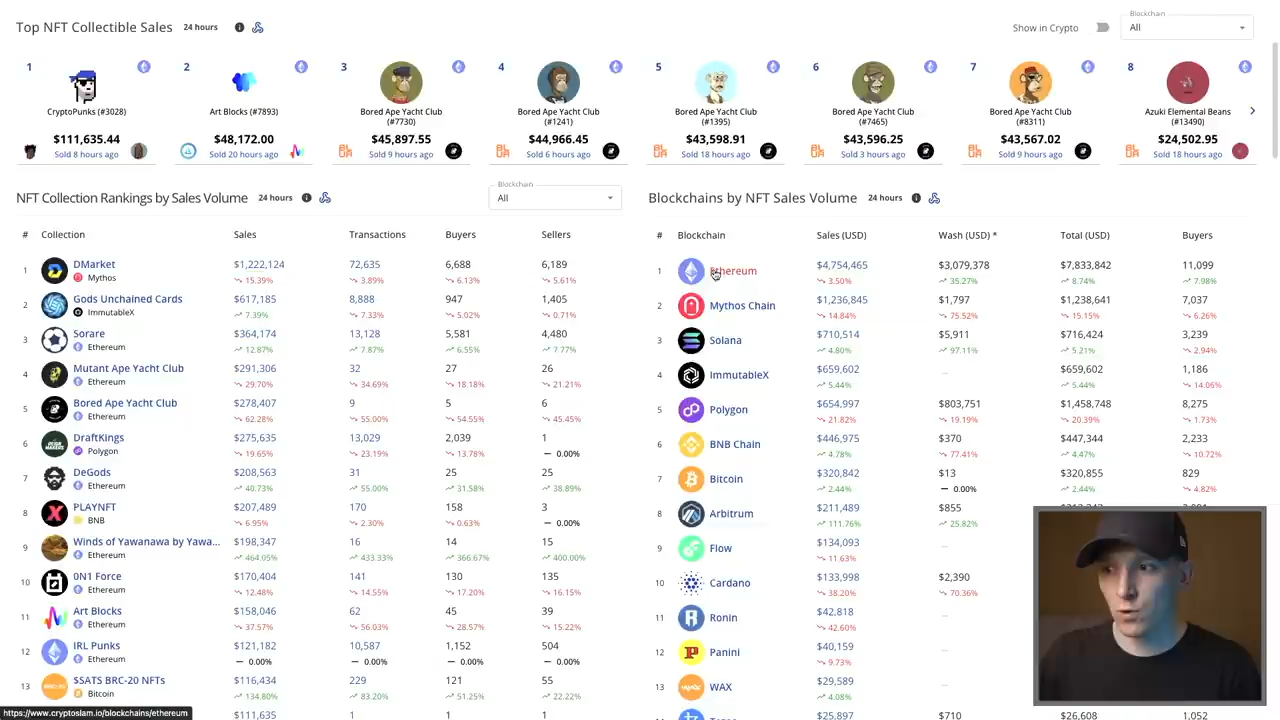 Top NFT Collectible Sales 24 hours Show in Crypto Blockchain All
1 2 3 4 5 6 7 8
CryptoPunks (#3028) Art Blocks (#7893) Bored Ape Yacht Club (#7730) Bored Ape Yacht Club (#1241) Bored Ape Yacht Club (#1395) Bored Ape Yacht Club (#7465) Bored Ape Yacht Club (#8311) Azuki Elemental Beans (#13490)
$111,635.44 $48,172.00 $45,897.55 $44,966.45 $43,598.91 $43,596.25 $43,567.02 $24,502.95
Sold 8 hours ago Sold 20 hours ago Sold 9 hours ago Sold 6 hours ago Sold 18 hours ago Sold 3 hours ago Sold 9 hours ago Sold 18 hours ago
NFT Collection Rankings by Sales Volume 24 hours Blockchain All
# Collection Sales Transactions Buyers Sellers
1 DMarket $1,222,124 72,635 6,688 6,189
Mythos 15.39% 3.89% 6.13% 5.61%
2 Gods Unchained Cards $617,185 8,888 947 1,405
ImmutableX 7.39% 7.33% 5.02% 0.71%
3 Sorare $364,174 13,128 5,581 4,480
Ethereum 12.87% 7.87% 6.55% 7.77%
4 Mutant Ape Yacht Club $291,306 32 27 26
Ethereum 29.70% 34.69% 18.18% 21.21%
5 Bored Ape Yacht Club $278,407 9 5 6
Ethereum 62.28% 55.00% 54.55% 45.45%
6 DraftKings $275,635 13,029 2,039 1
Polygon 19.65% 23.19% 13.78% 0.00%
7 DeGods $208,563 31 25 25
Ethereum 40.73% 55.00% 31.58% 38.89%
8 PLAYNFT $207,489 170 158 3
BNB 6.95% 2.30% 0.63% 0.00%
9 Winds of Yawanawa by Yawa... $198,347 16 14 15
Ethereum 464.05% 433.33% 366.67% 400.00%
10 0N1 Force $170,404 141 130 135
Ethereum 12.48% 14.55% 17.20% 16.15%
11 Art Blocks $158,046 62 45 39
Ethereum 37.57% 56.03% 28.57% 15.22%
12 IRL Punks $121,182 10,587 1,152 504
Ethereum 0.00% 0.00% 0.00% 0.00%
13 $SATS BRC-20 NFTs $116,434 229 121 55
Bitcoin 134.80% 83.20% 51.25% 22.22%
$111,635 1 1 1
https://www.cryptoslam.io/blockchains/ethereum
Blockchains by NFT Sales Volume 24 hours
# Blockchain Sales (USD) Wash (USD) * Total (USD) Buyers
1 Ethereum $4,754,465 $3,079,378 $7,833,842 11,099
3.50% 35.27% 8.74% 7.98%
2 Mythos Chain $1,236,845 $1,797 $1,238,641 7,037
14.84% 75.52% 15.15% 6.26%
3 Solana $710,514 $5,911 $716,424 3,239
4.80% 97.11% 5.21% 2.94%
4 ImmutableX $659,602 -- $659,602 1,186
5.44% 5.44% 14.06%
5 Polygon $654,997 $803,751 $1,458,748 8,275
21.82% 19.19% 20.39% 1.73%
6 BNB Chain $446,975 $370 $447,344 2,233
4.78% 77.41% 4.47% 10.72%
7 Bitcoin $320,842 $13 $320,855 829
2.44% 0.00% 2.44% 4.82%
8 Arbitrum $211,489 $855
111.76% 25.82%
9 Flow $134,093 --
11.63%
10 Cardano $133,998 $2,390
38.20% 70.36%
11 Ronin $42,818 --
42.60%
12 Panini $40,159 --
9.73%
13 WAX $29,589 --
4.08%
$25,897 $710 $26,608 1,052